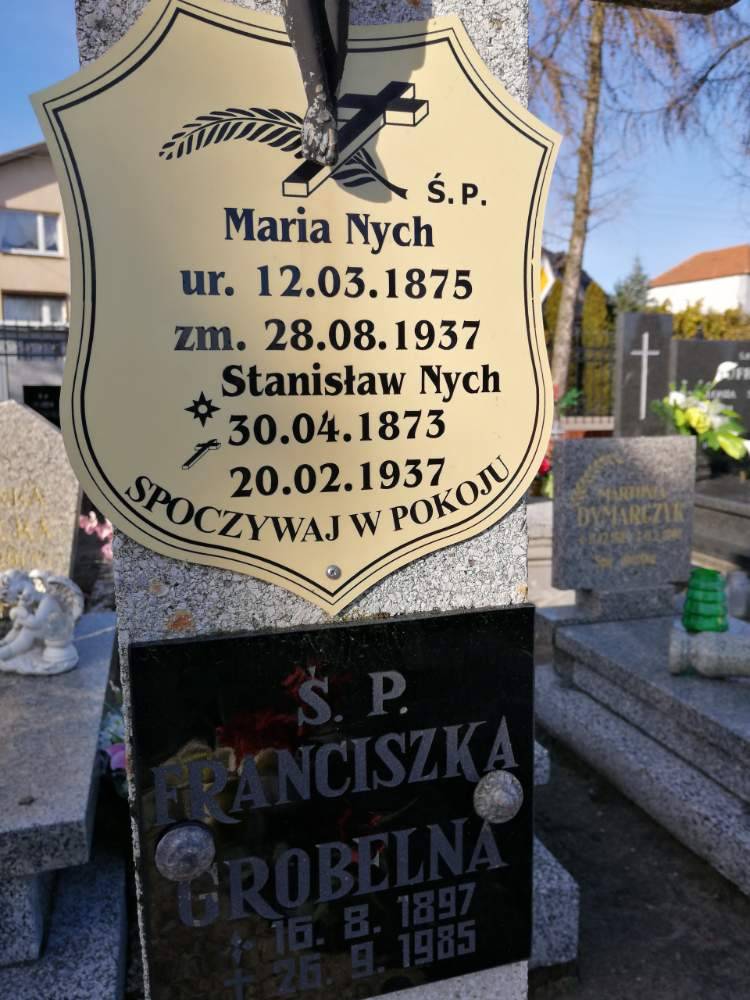 Ś.P.
Maria Nych
ur. 12.03.1875
zm. 28.08.1937
Stanisław Nych
30.04.1873
20.02.1937
SPOCZYWAJ W POKOJU
Ś. P.
FRANCISZKA
GROBELNA
16. 8. 1897
26. 9. 1985
DYMARCZYK